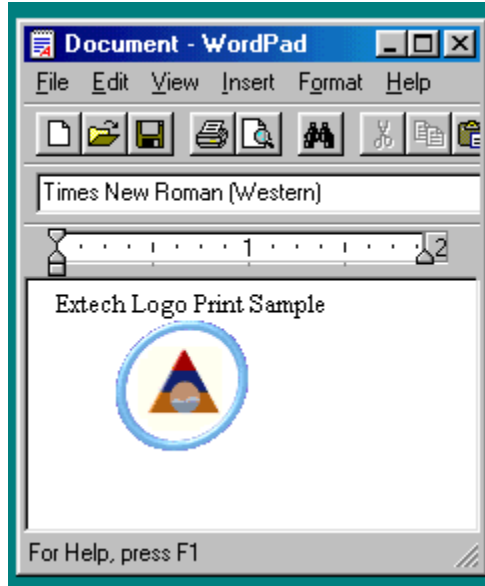 Document - WordPad
File Edit View Insert Format Help
Times New Roman (Western)
1 2
Extech Logo Print Sample
For Help, press F1